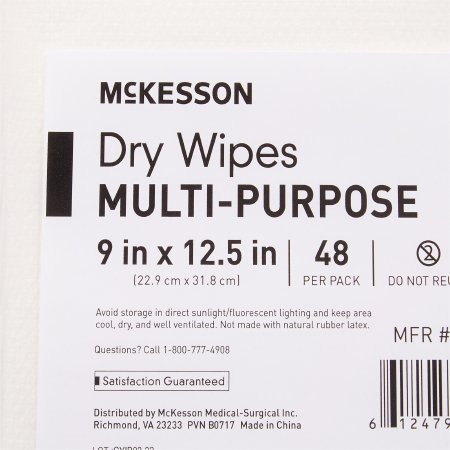 McKESSON
Dry Wipes
MULTI-PURPOSE
9 in x 12.5 in | 48
(22.9 cm x 31.8 cm) PER PACK DO NOT REU
Avoid storage in direct sunlight/fluorescent lighting and keep area
cool, dry, and well ventilated. Not made with natural rubber latex.
MFR #
Questions? Call 1-800-777-4908
Satisfaction Guaranteed
Distributed by McKesson Medical-Surgical Inc.
Richmond, VA 23233 PVN B0717 Made in China
6 12479